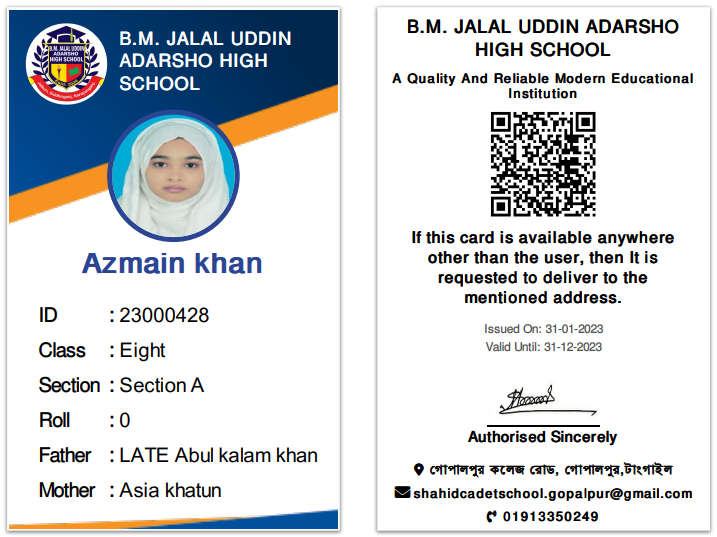 B.M. JALAL UDDIN
ADARSHO HIGH
SCHOOL
B.M. JALAL UDDIN
ADARSHO
HIGH SCHOOL
Azmain khan
ID : 23000428
Class : Eight
Section : Section A
Roll : 0
Father : LATE Abul kalam khan
Mother : Asia khatun
B.M. JALAL UDDIN ADARSHO
HIGH SCHOOL
A Quality And Reliable Modern Educational
Institution
If this card is available anywhere
other than the user, then It is
requested to deliver to the
mentioned address.
Issued On: 31-01-2023
Valid Until: 31-12-2023
Authorised Sincerely
গোপালপুর কলেজ রোড, গোপালপুর,টাংগাইল
shahidcadetschool.gopalpur@gmail.com
01913350249